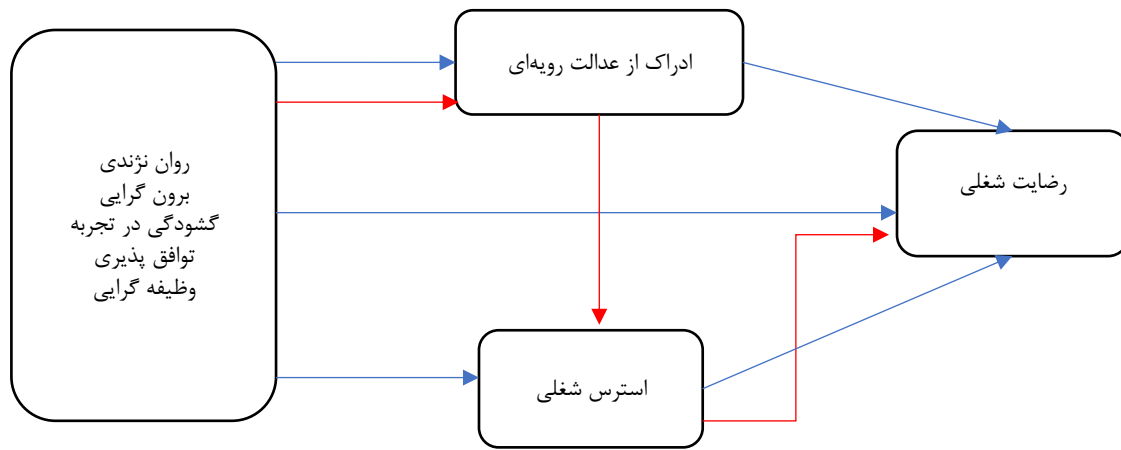 ادراک از عدالت رویه‌ای
روان نژندی
برون گرایی
گشودگی در تجربه
توافق پذیری
وظیفه گرایی
رضایت شغلی
استرس شغلی